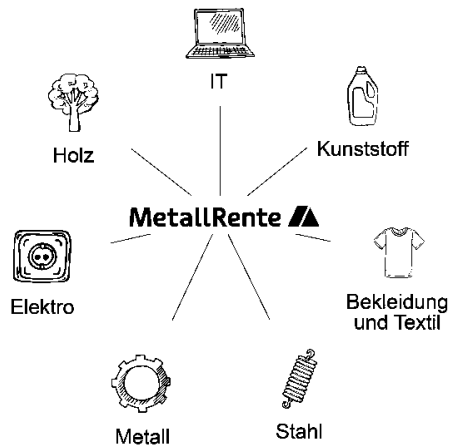 IT
Holz
Kunststoff
MetallRente
Elektro
Bekleidung
und Textil
Metall
Stahl